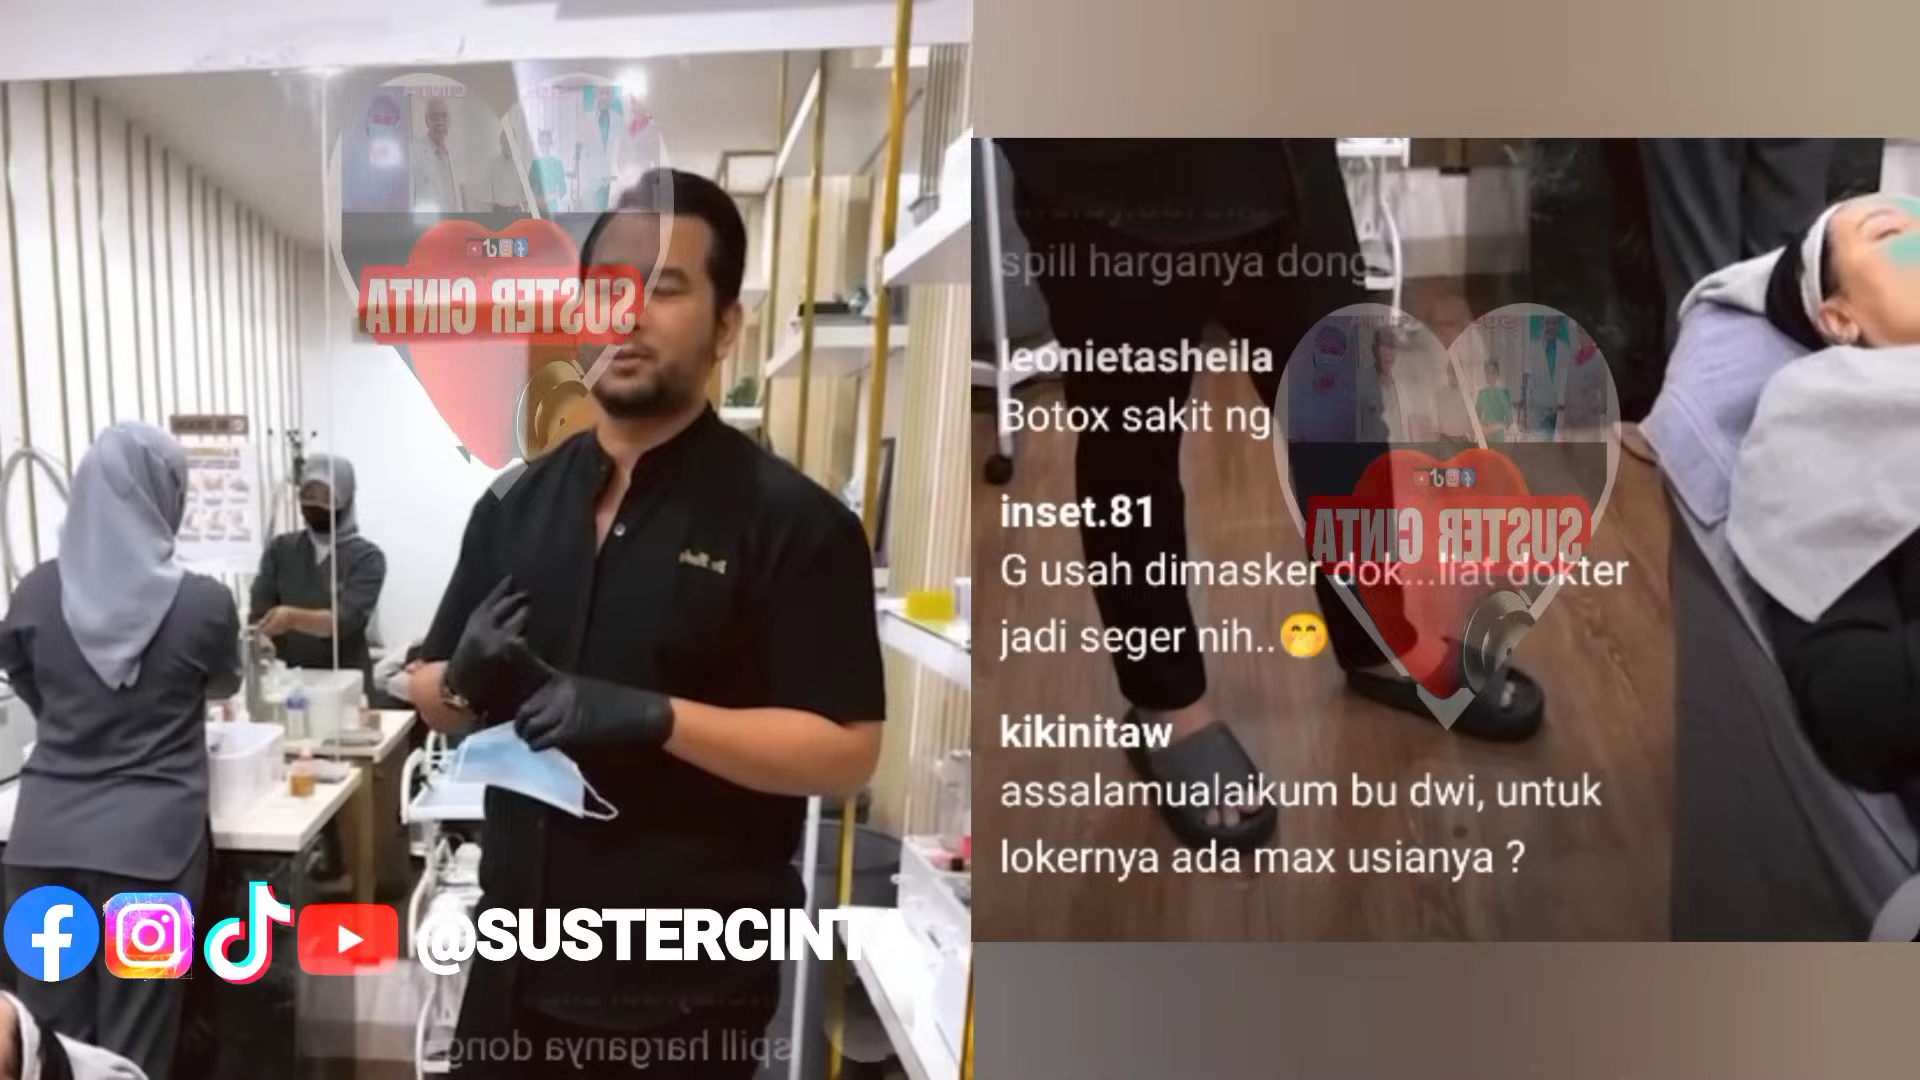 SUSTER CINTA
@SUSTERCINTA
spill harganya dong
spill harganya dong
leonietasheila
Botox sakit ng
inset.81
G usah dimasker dok...liat dokter
jadi seger nih..🤭
kikinitaw
assalamualaikum bu dwi, untuk
lokernya ada max usianya ?
SUSTER CINTA